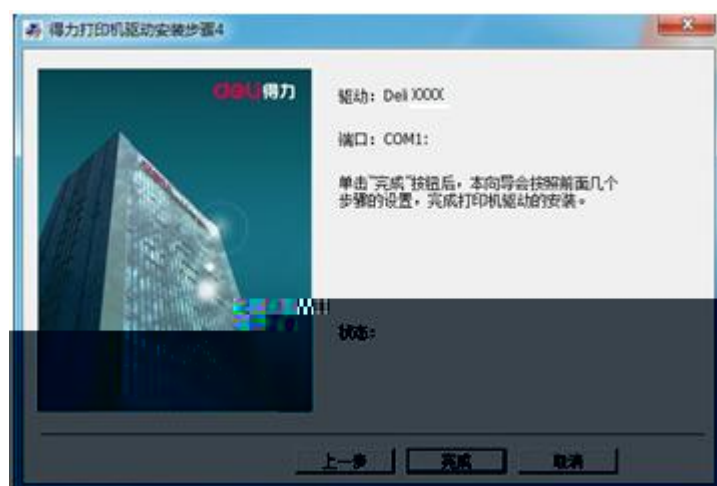 得力打印机驱动安装步骤4
deli得力
驱动：Deli XXXX
端口：COM1:
单击"完成"按钮后，本向导会按照前面几个
步骤的设置，完成打印机驱动的安装。
状态：
上一步
完成
取消